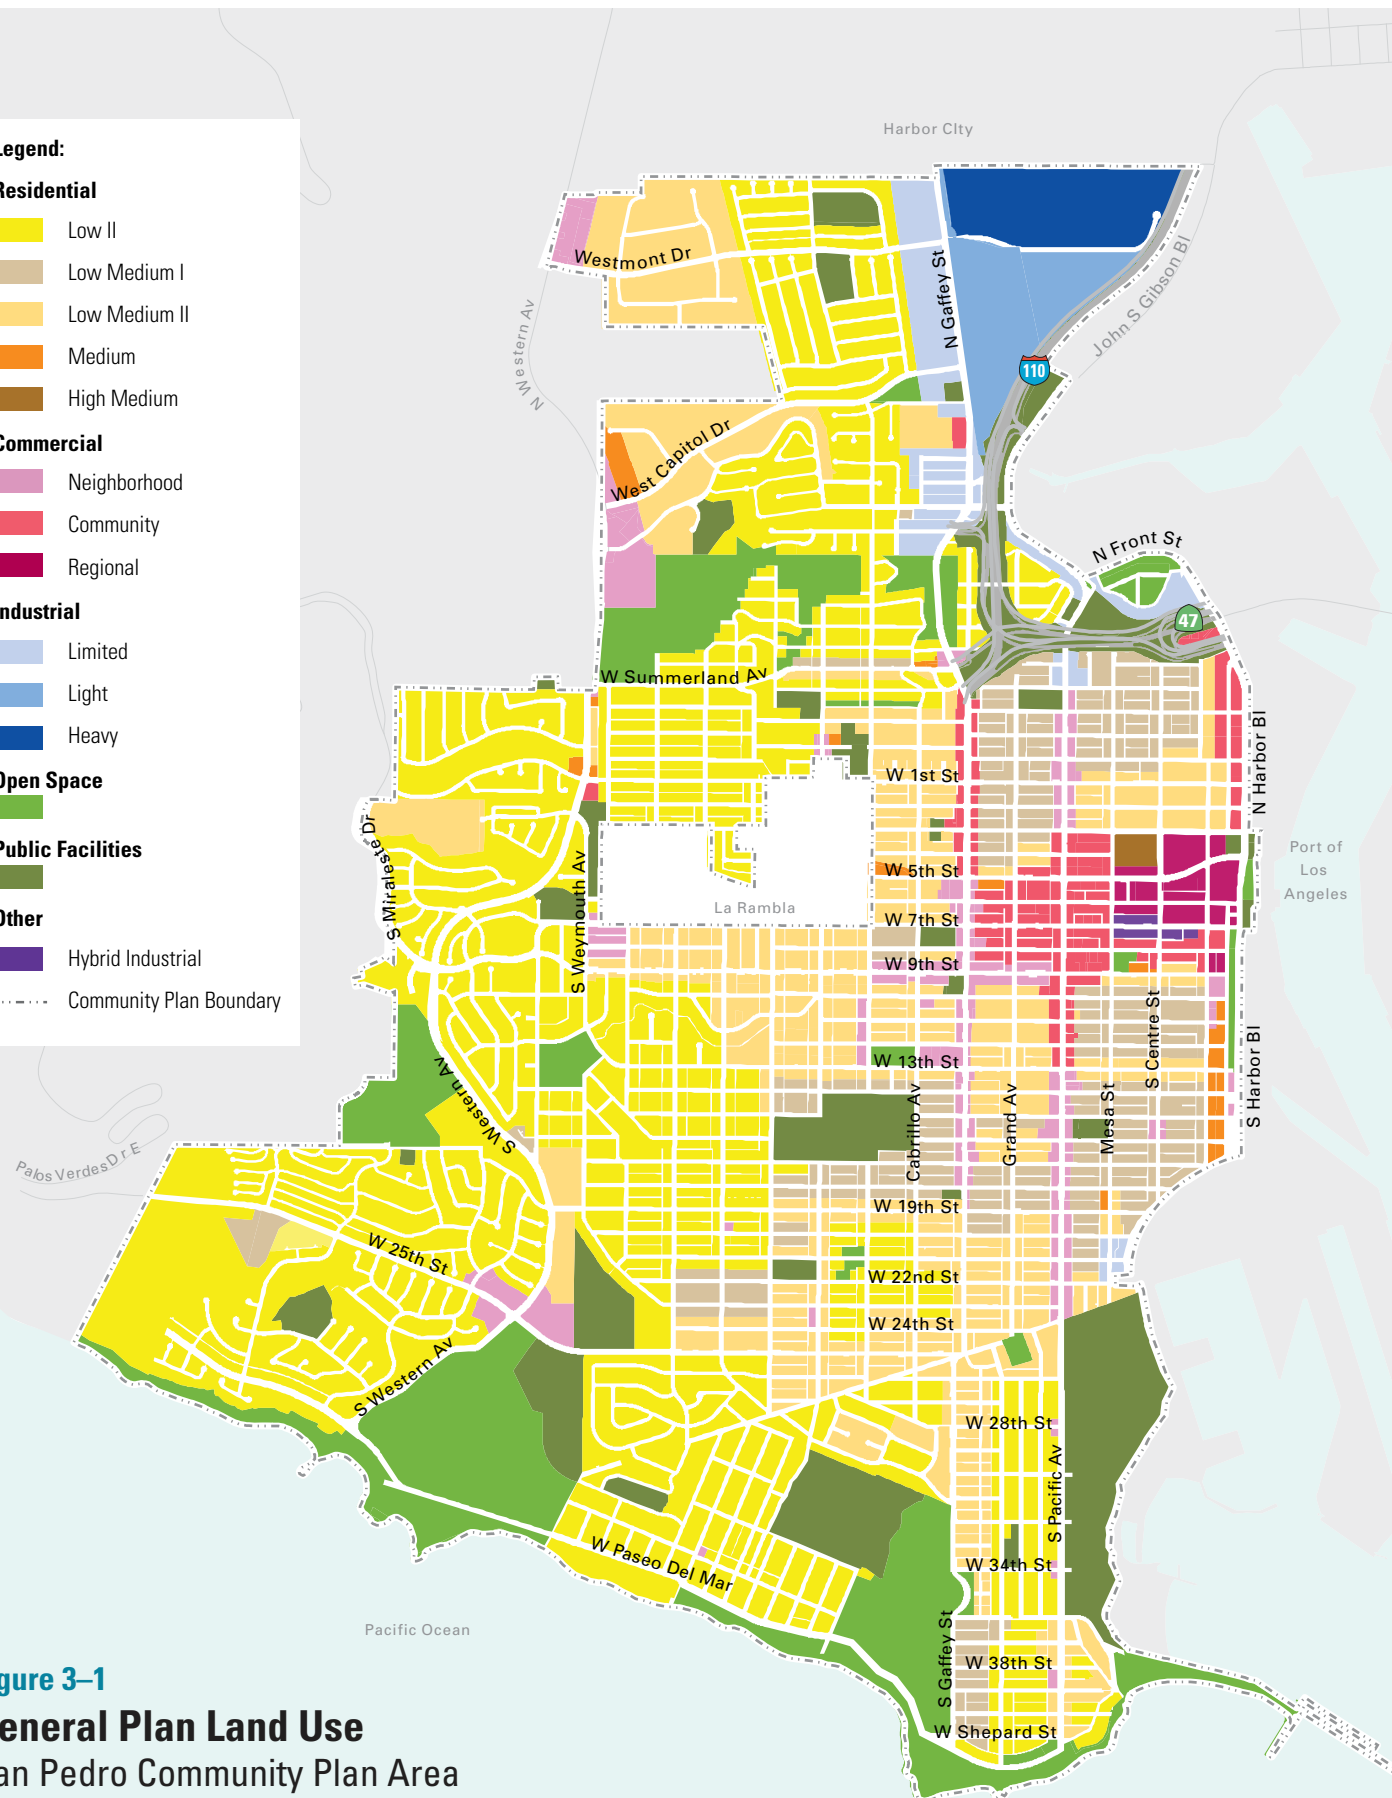 Harbor CIty
egend:
Residential
Low II
Low Medium I
Low Medium II
Medium
High Medium
Commercial
Neighborhood
Community
Regional
ndustrial
Limited
Light
Heavy
Open Space
Public Facilities
Other
Hybrid Industrial
Community Plan Boundary
Westmont Dr
N Gaffey St
John S Gibson Bl
N Western Av
110
West Capitol Dr
N Front St
47
W Summerland Av
N Harbor Bl
W 1st St
S Miraleste Dr
Port of
Los
Angeles
W 5th St
S Weymouth Av
La Rambla
W 7th St
W 9th St
S Centre St
S Harbor Bl
W 13th St
S Western Av
Cabrillo Av
Grand Av
Mesa St
Palos Verdes Dr E
W 19th St
W 25th St
W 22nd St
W 24th St
S Western Av
W 28th St
S Pacific Av
W Paseo Del Mar
W 34th St
Pacific Ocean
S Gaffey St
W 38th St
W Shepard St
gure 3–1
eneral Plan Land Use
an Pedro Community Plan Area